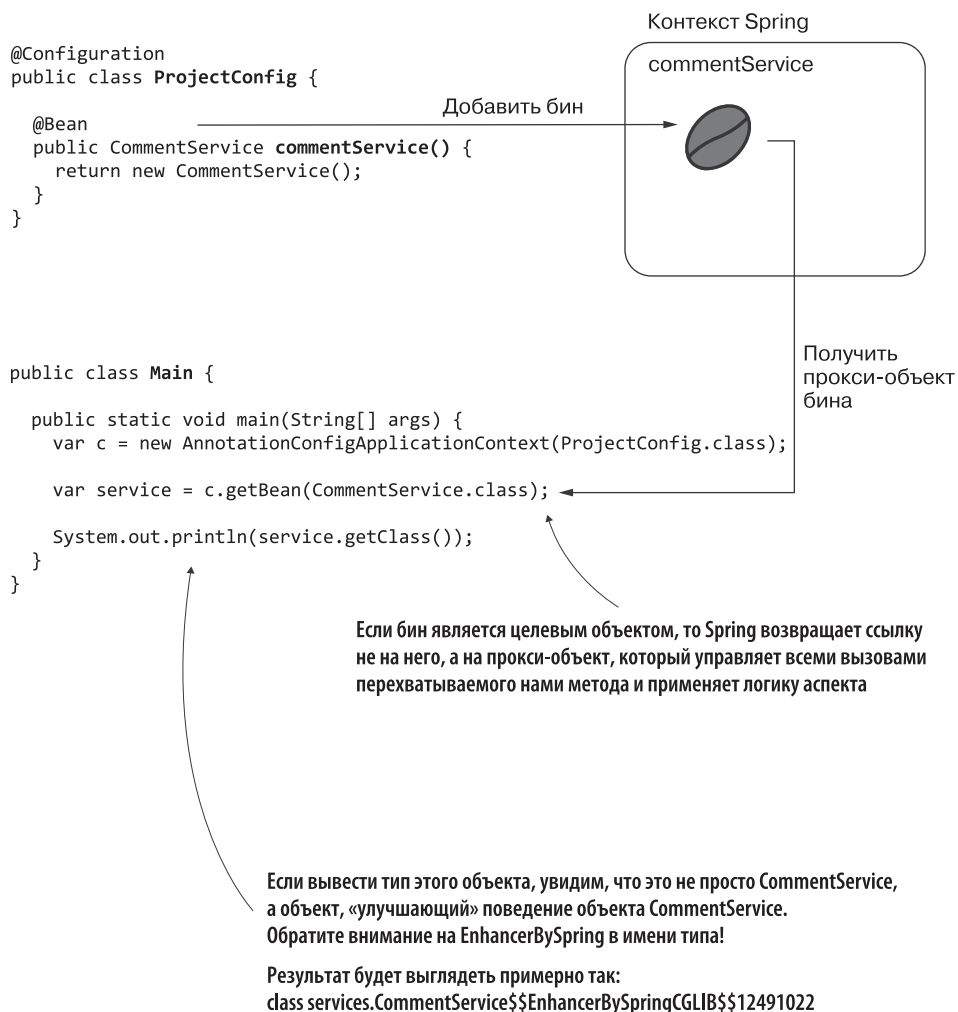 Контекст Spring
@Configuration
public class ProjectConfig {
commentService
Добавить бин
@Bean
public CommentService commentService() {
return new CommentService();
}
}
Получить
прокси-объект
бина
public class Main {
public static void main(String[] args) {
var c = new AnnotationConfigApplicationContext(ProjectConfig.class);
var service = c.getBean(CommentService.class);
System.out.println(service.getClass());
}
}
Если бин является целевым объектом, то Spring возвращает ссылку
не на него, а на прокси-объект, который управляет всеми вызовами
перехватываемого нами метода и применяет логику аспекта
Если вывести тип этого объекта, увидим, что это не просто CommentService,
а объект, «улучшающий» поведение объекта CommentService.
Обратите внимание на EnhancerBySpring в имени типа!
Результат будет выглядеть примерно так:
class services.CommentService$$EnhancerBySpringCGLIB$$12491022